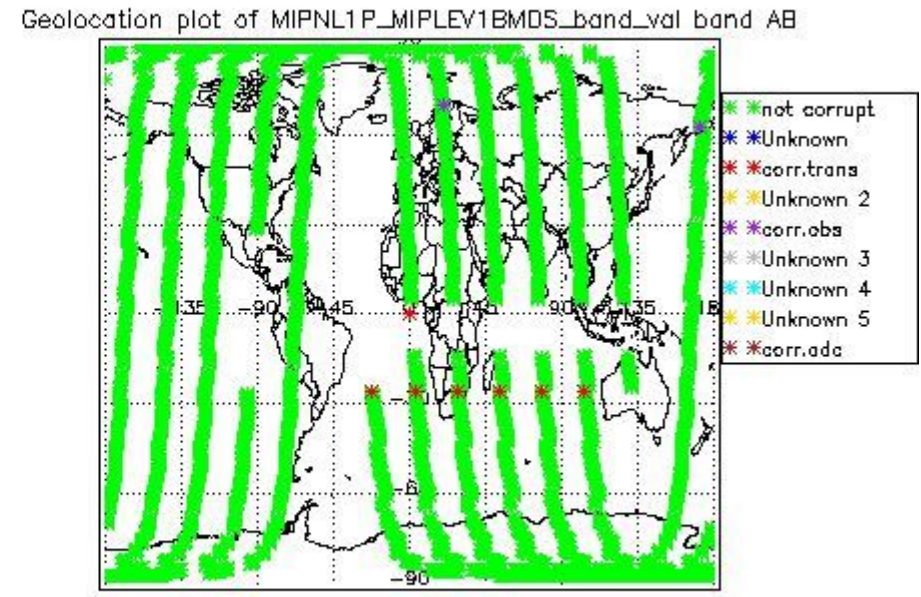 Geolocation plot of MIPNL1P_MIPLEV1BMDS_band_val band AB
not corrupt
Unknown
corr.trans
Unknown 2
corr.obs
Unknown 3
Unknown 4
Unknown 5
corr.adc
-135 -90 -45 45 90 135
-90